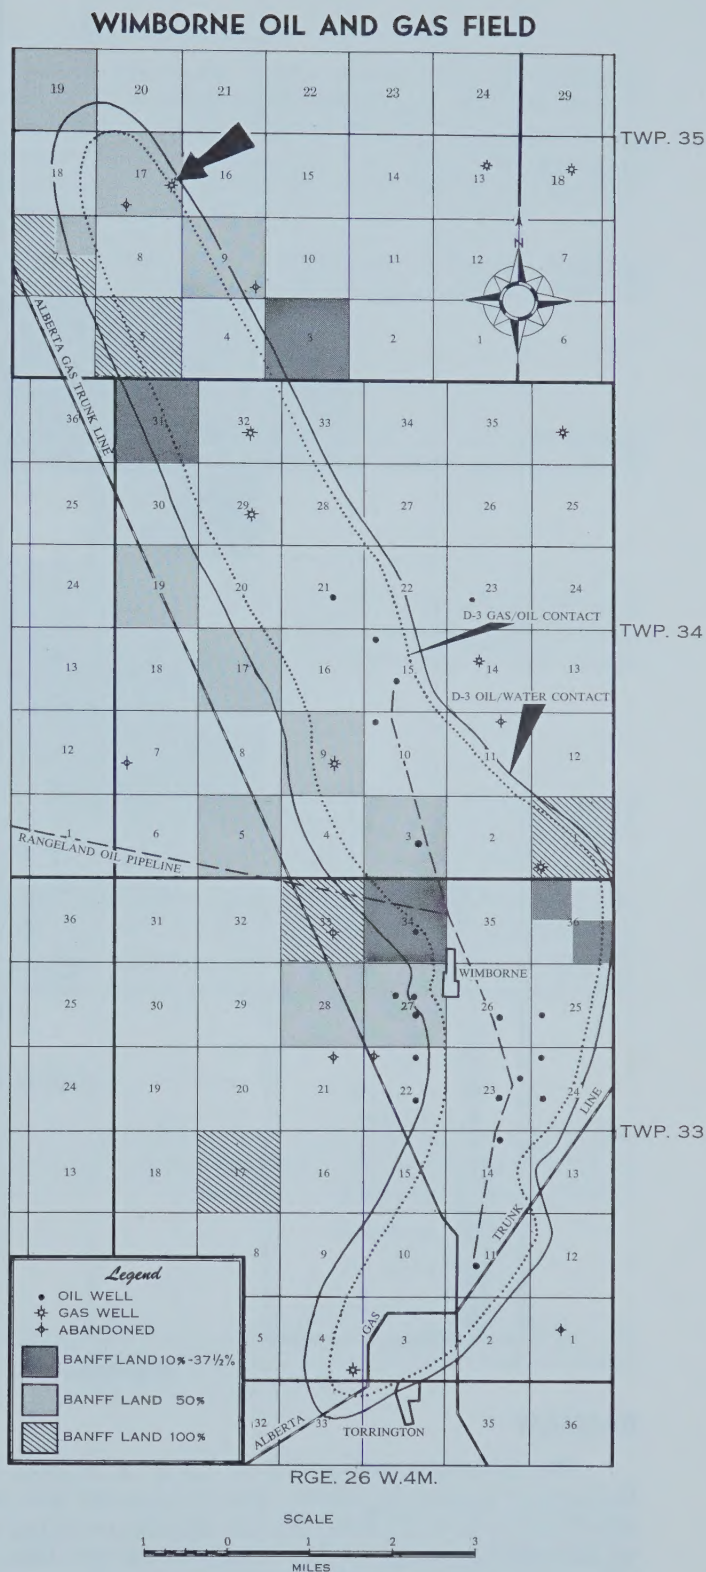 WIMBORNE OIL AND GAS FIELD
19 20 21 22 23 24 29
TWP. 35
18 17 16 15 14 13 18
7 8 9 10 11 12 7
N
5 4 3 2 1 6
ALBERTA GAS TRUNK LINE
36 31 32 33 34 35
25 30 29 28 27 26 25
24 19 20 21 22 23 24
D-3 GAS/OIL CONTACT
TWP. 34
13 18 17 16 15 14 13
D-3 OIL/WATER CONTACT
12 7 8 9 10 11 12
1 6 5 4 3 2 1
RANGELAND OIL PIPELINE
36 31 32 33 34 35 36
WIMBORNE
25 30 29 28 27 26 25
24 19 20 21 22 23 24
LINE
TWP. 33
13 18 17 16 15 14 13
TRUNK
8 9 10 11 12
GAS
5 4 3 2 1
ALBERTA
32 33 35 36
TORRINGTON
Legend
OIL WELL
GAS WELL
ABANDONED
BANFF LAND 10%-37½%
BANFF LAND 50%
BANFF LAND 100%
RGE. 26 W.4M.
SCALE
1 0 1 2 3
MILES